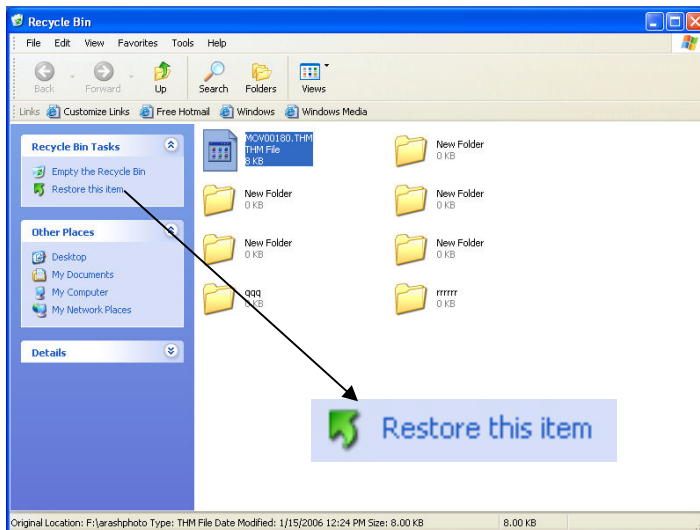 Recycle Bin
File Edit View Favorites Tools Help
Back Forward Up Search Folders Views
Links Customize Links Free Hotmail Windows Windows Media
Recycle Bin Tasks
Empty the Recycle Bin
Restore this item
Other Places
Desktop
My Documents
My Computer
My Network Places
Details
MOV00180.THM
THM File
8 KB
New Folder
0 KB
New Folder
0 KB
New Folder
0 KB
New Folder
0 KB
New Folder
0 KB
qqq
0 KB
rrrrrr
0 KB
Restore this item
Original Location: F:\arashphoto Type: THM File Date Modified: 1/15/2006 12:24 PM Size: 8.00 KB 8.00 KB